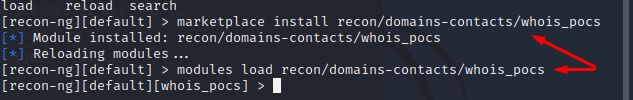 load reload search
[recon-ng][default] > marketplace install recon/domains-contacts/whois_pocs
[*] Module installed: recon/domains-contacts/whois_pocs
[*] Reloading modules...
[recon-ng][default] > modules load recon/domains-contacts/whois_pocs
[recon-ng][default][whois_pocs] >